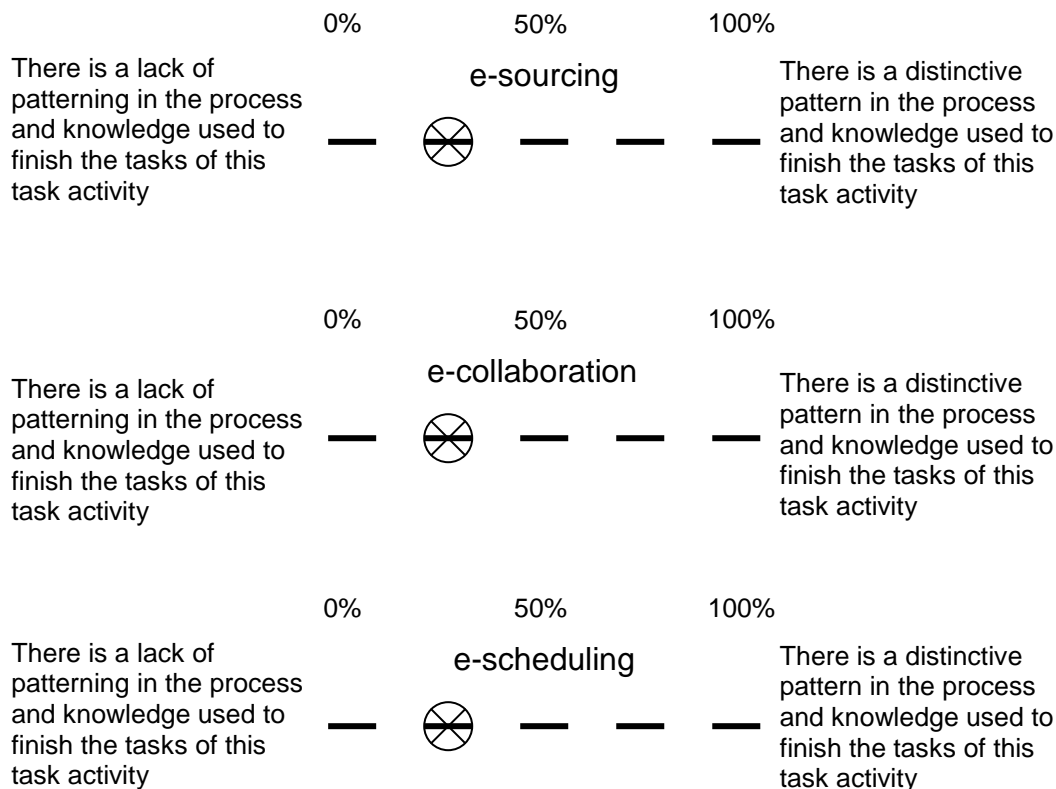 0% 50% 100%
e-sourcing
There is a lack of
patterning in the process
and knowledge used to
finish the tasks of this
task activity
There is a distinctive
pattern in the process
and knowledge used to
finish the tasks of this
task activity
0% 50% 100%
e-collaboration
There is a lack of
patterning in the process
and knowledge used to
finish the tasks of this
task activity
There is a distinctive
pattern in the process
and knowledge used to
finish the tasks of this
task activity
0% 50% 100%
e-scheduling
There is a lack of
patterning in the process
and knowledge used to
finish the tasks of this
task activity
There is a distinctive
pattern in the process
and knowledge used to
finish the tasks of this
task activity